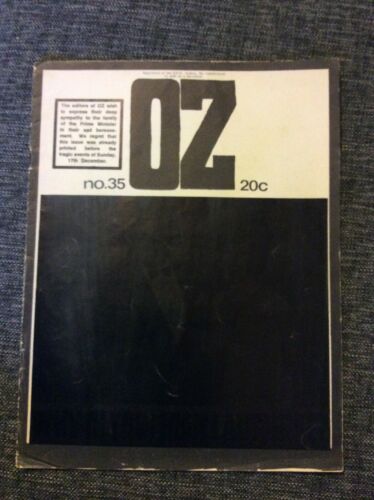 OZ
The editors of OZ wish
to express their deep
sympathy to the family
of the Prime Minister
in their sad bereave-
ment. We regret that
this issue was already
printed before the
tragic events of Sunday,
17th December.
no.35
20c